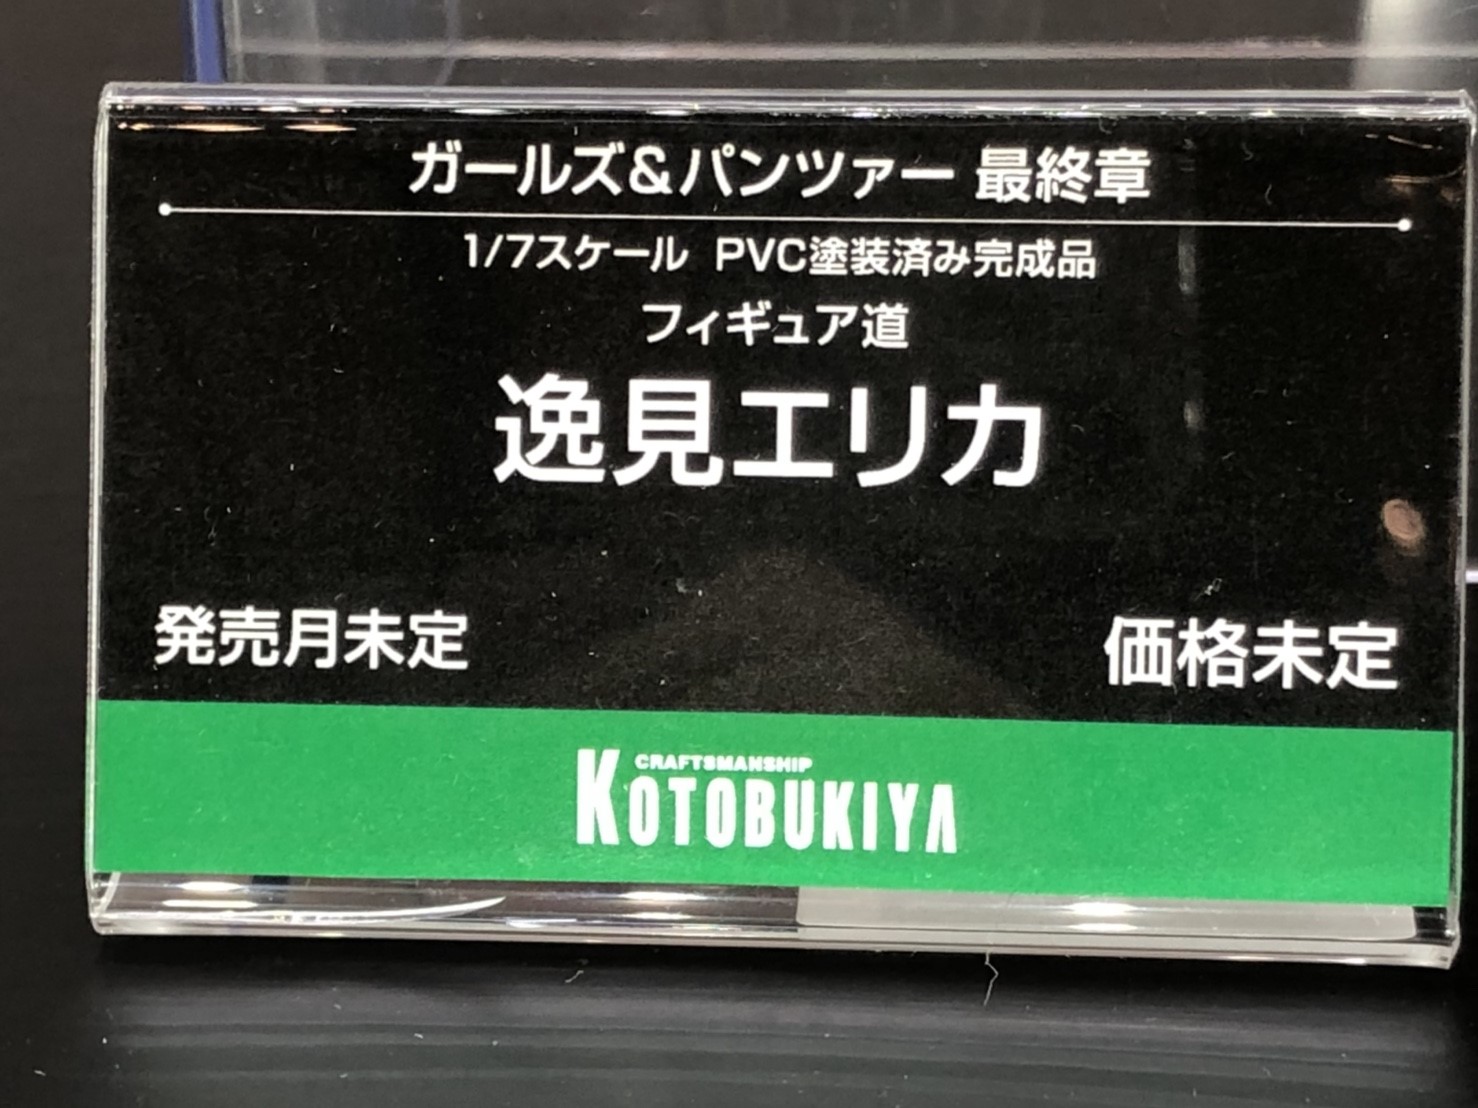 ガールズ&パンツァー 最終章
1/7スケール PVC塗装済み完成品
フィギュア道
逸見エリカ
発売月未定 価格未定
CRAFTSMANSHIP
KOTOBUKIYA